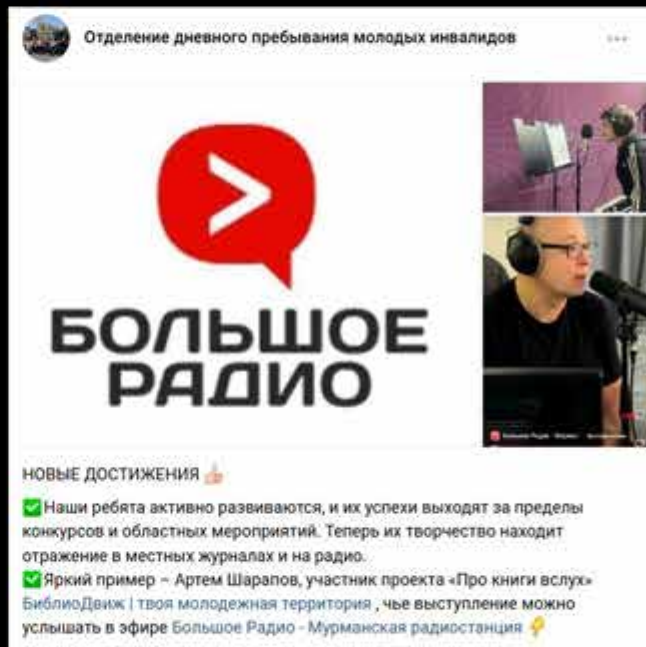 Отделение дневного пребывания молодых инвалидов
БОЛЬШОЕ
РАДИО
НОВЫЕ ДОСТИЖЕНИЯ 👍
✅Наши ребята активно развиваются, и их успехи выходят за пределы
конкурсов и областных мероприятий. Теперь их творчество находит
отражение в местных журналах и на радио.
✅Яркий пример – Артем Шарапов, участник проекта «Про книги вслух»
БиблиоДвиж | твоя молодежная территория , чье выступление можно
услышать в эфире Большое Радио - Мурманская радиостанция 👇